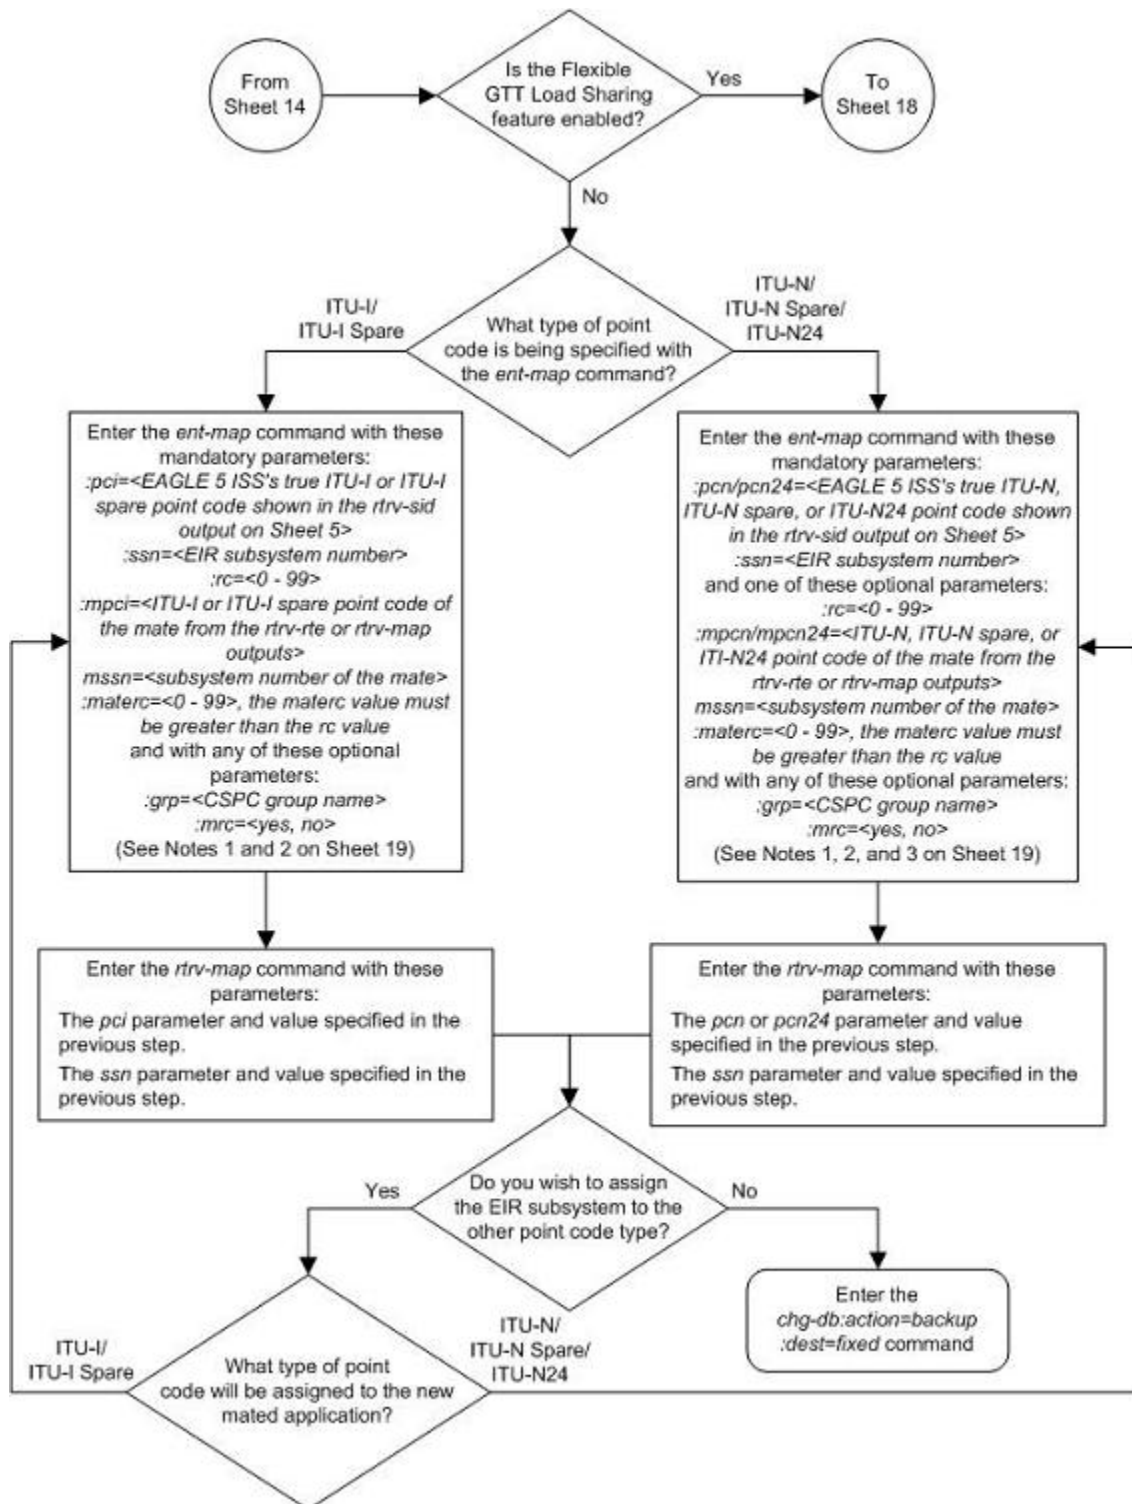 From
Sheet 14
Is the Flexible
GTT Load Sharing
feature enabled?
Yes
To
Sheet 18
No
ITU-I/
ITU-I Spare
What type of point
code is being specified with
the ent-map command?
ITU-N/
ITU-N Spare/
ITU-N24
Enter the ent-map command with these
mandatory parameters:
:pci=<EAGLE 5 ISS's true ITU-I or ITU-I
spare point code shown in the rtrv-sid
output on Sheet 5>
:ssn=<EIR subsystem number>
:rc=<0 - 99>
:mpci=<ITU-I or ITU-I spare point code of
the mate from the rtrv-rte or rtrv-map
outputs>
mssn=<subsystem number of the mate>
:materc=<0 - 99>, the materc value must
be greater than the rc value
and with any of these optional
parameters:
:grp=<CSPC group name>
:mrc=<yes, no>
(See Notes 1 and 2 on Sheet 19)
Enter the ent-map command with these
mandatory parameters:
:pcn/pcn24=<EAGLE 5 ISS's true ITU-N,
ITU-N spare, or ITU-N24 point code shown
in the rtrv-sid output on Sheet 5>
:ssn=<EIR subsystem number>
and one of these optional parameters:
:rc=<0 - 99>
:mpcn/mpcn24=<ITU-N, ITU-N spare, or
ITI-N24 point code of the mate from the
rtrv-rte or rtrv-map outputs>
mssn=<subsystem number of the mate>
:materc=<0 - 99>, the materc value must
be greater than the rc value
and with any of these optional parameters:
:grp=<CSPC group name>
:mrc=<yes, no>
(See Notes 1, 2, and 3 on Sheet 19)
Enter the rtrv-map command with these
parameters:
The pci parameter and value specified in the
previous step.
The ssn parameter and value specified in the
previous step.
Enter the rtrv-map command with these
parameters:
The pcn or pcn24 parameter and value
specified in the previous step.
The ssn parameter and value specified in the
previous step.
Yes
Do you wish to assign
the EIR subsystem to the
other point code type?
No
Enter the
chg-db:action=backup
:dest=fixed command
ITU-I/
ITU-I Spare
What type of point
code will be assigned to the new
mated application?
ITU-N/
ITU-N Spare/
ITU-N24